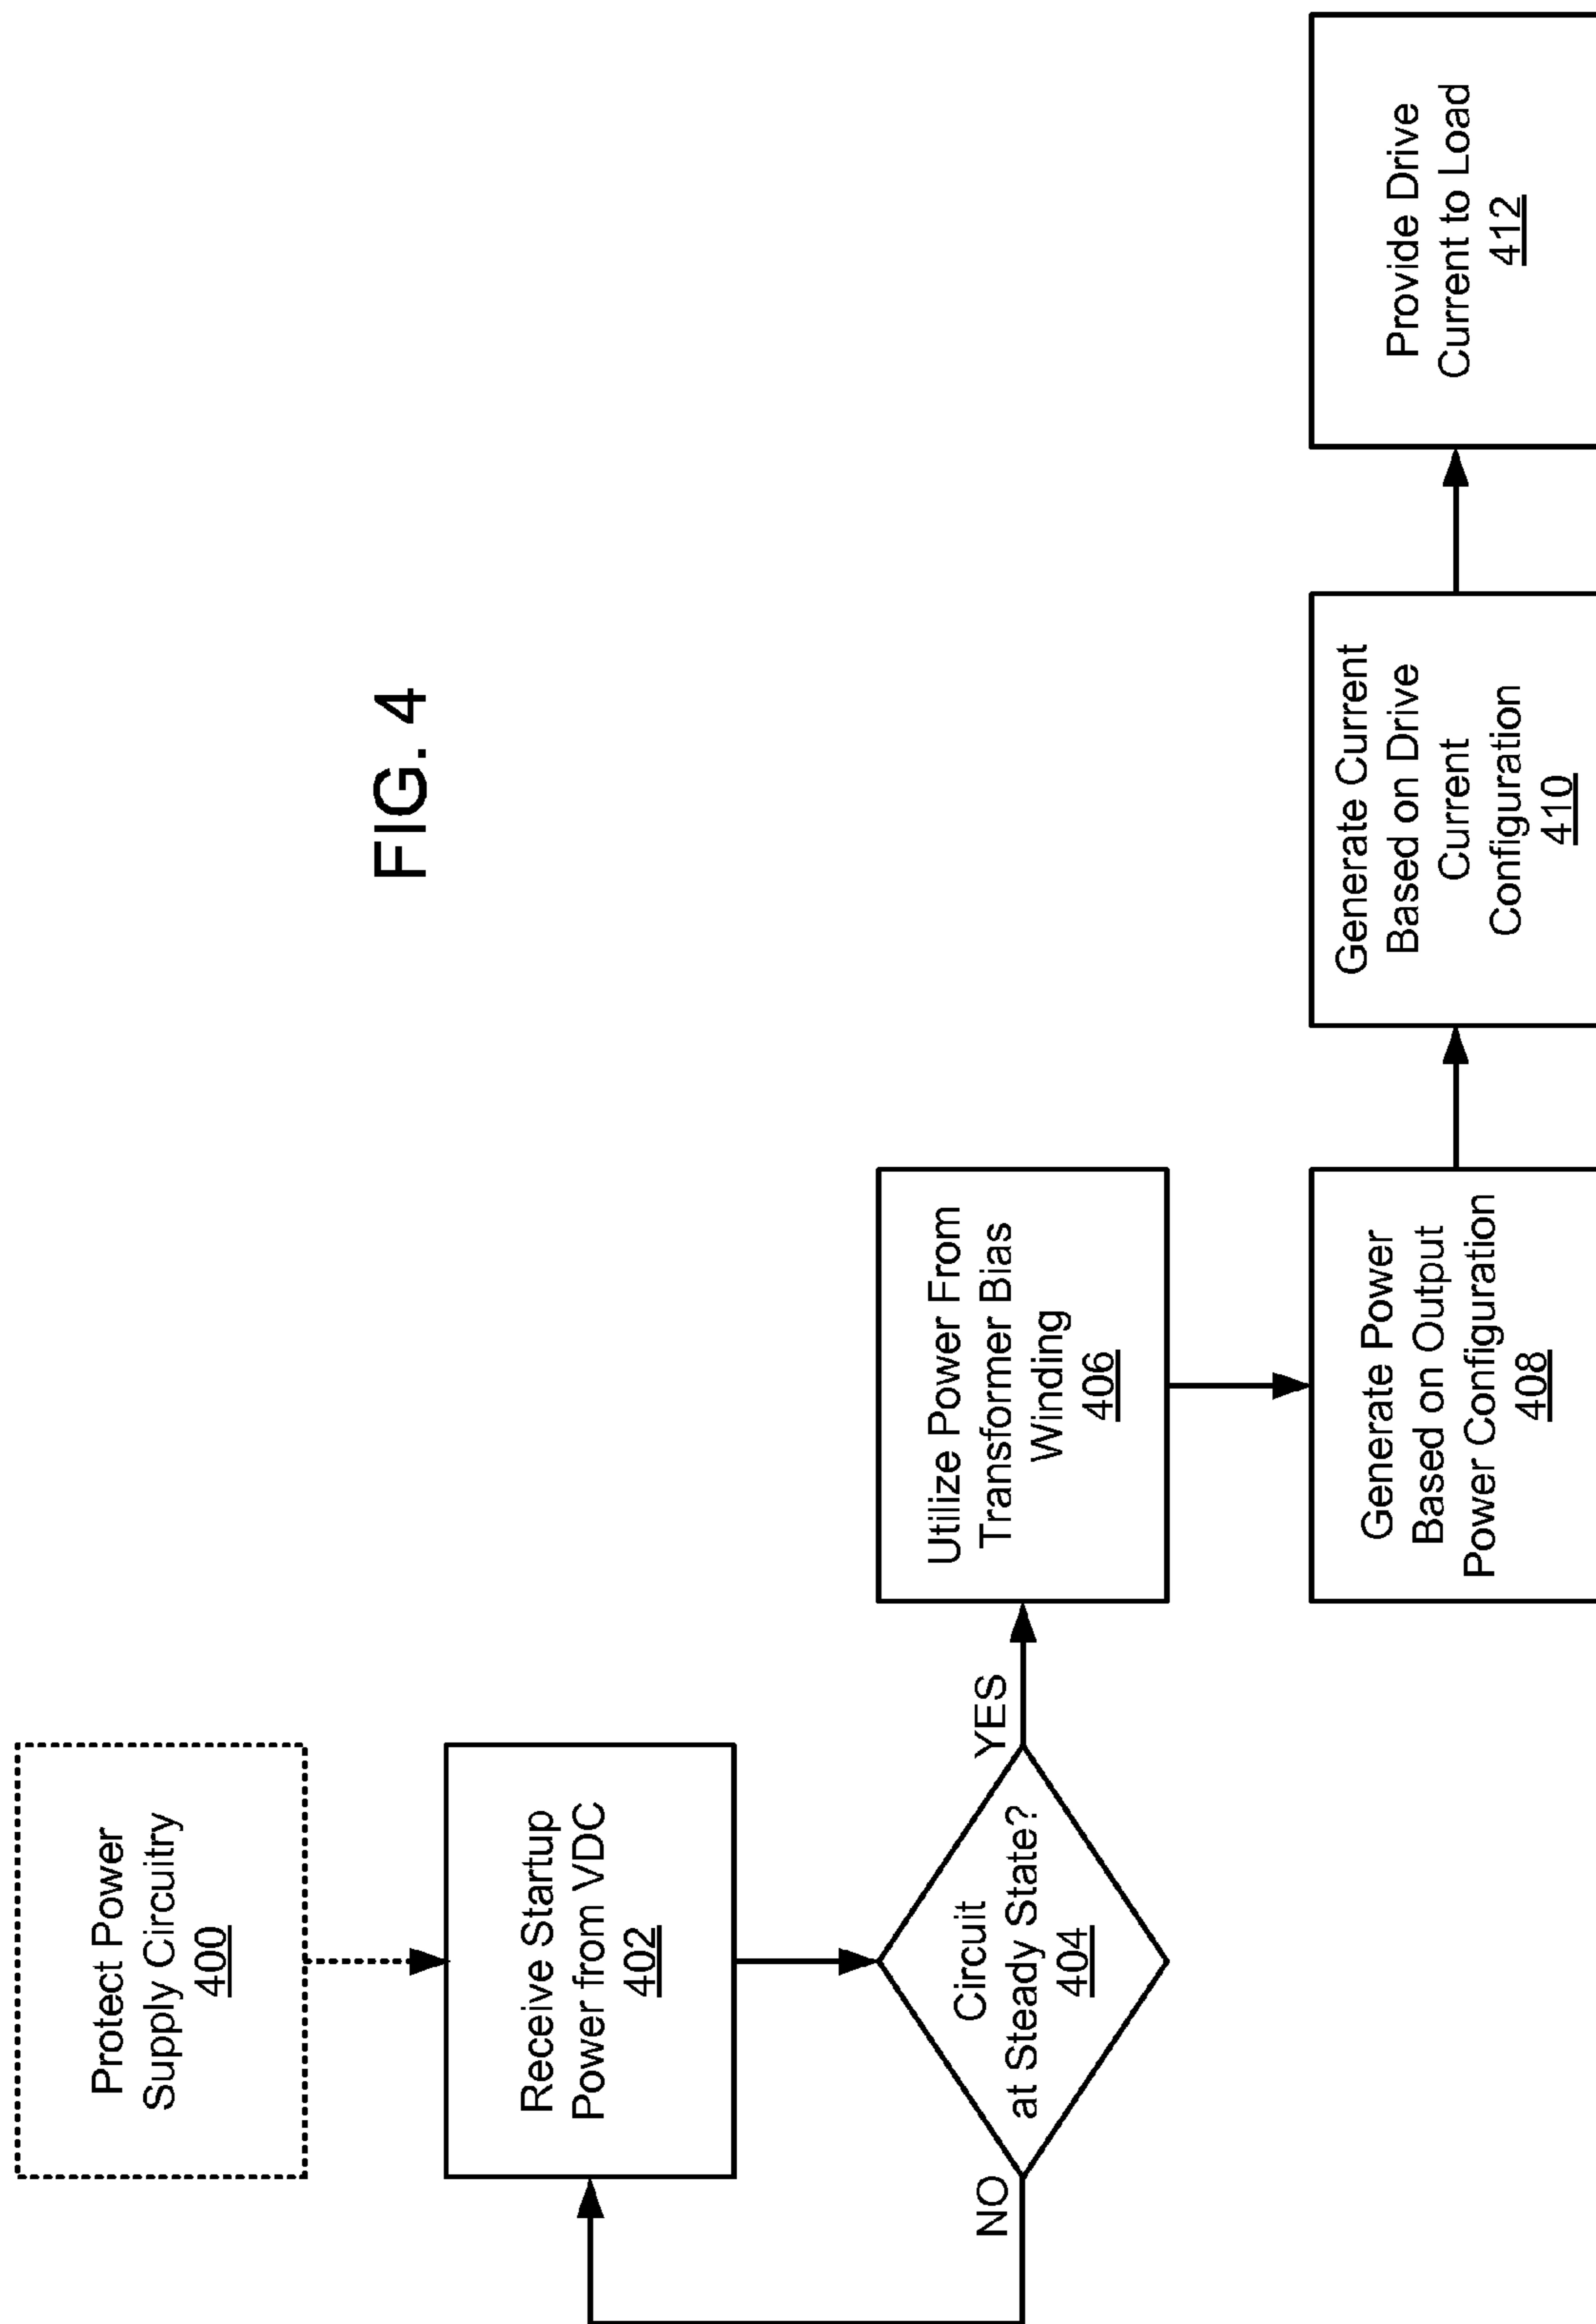 FIG. 4
Protect Power
Supply Circuitry
400
Receive Startup
Power from VDC
402
Circuit
at Steady State?
404
NO
YES
Utilize Power From
Transformer Bias
Winding
406
Generate Power
Based on Output
Power Configuration
408
Generate Current
Based on Drive
Current
Configuration
410
Provide Drive
Current to Load
412